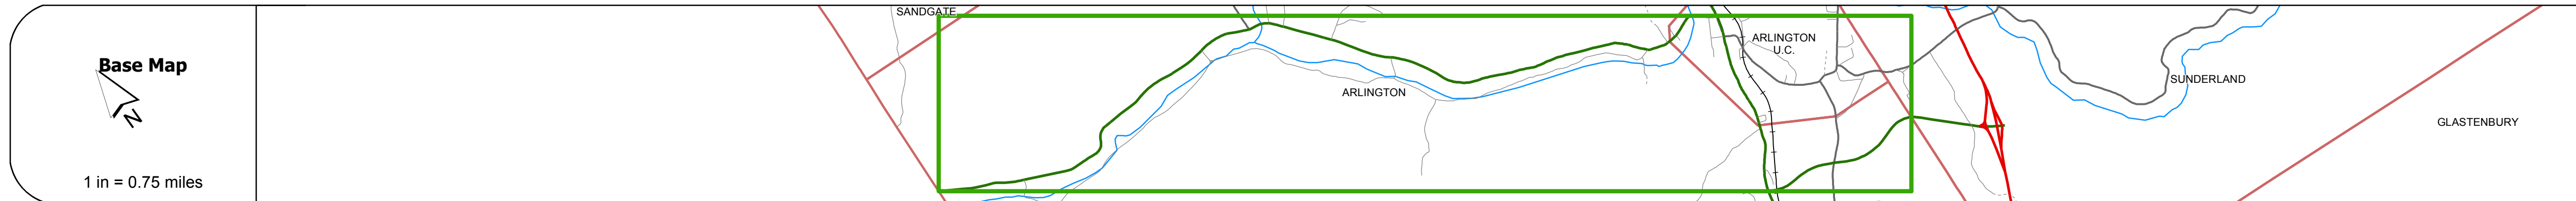 Base Map
N
1 in = 0.75 miles
SANDGATE
ARLINGTON
ARLINGTON
U.C.
SUNDERLAND
GLASTENBURY